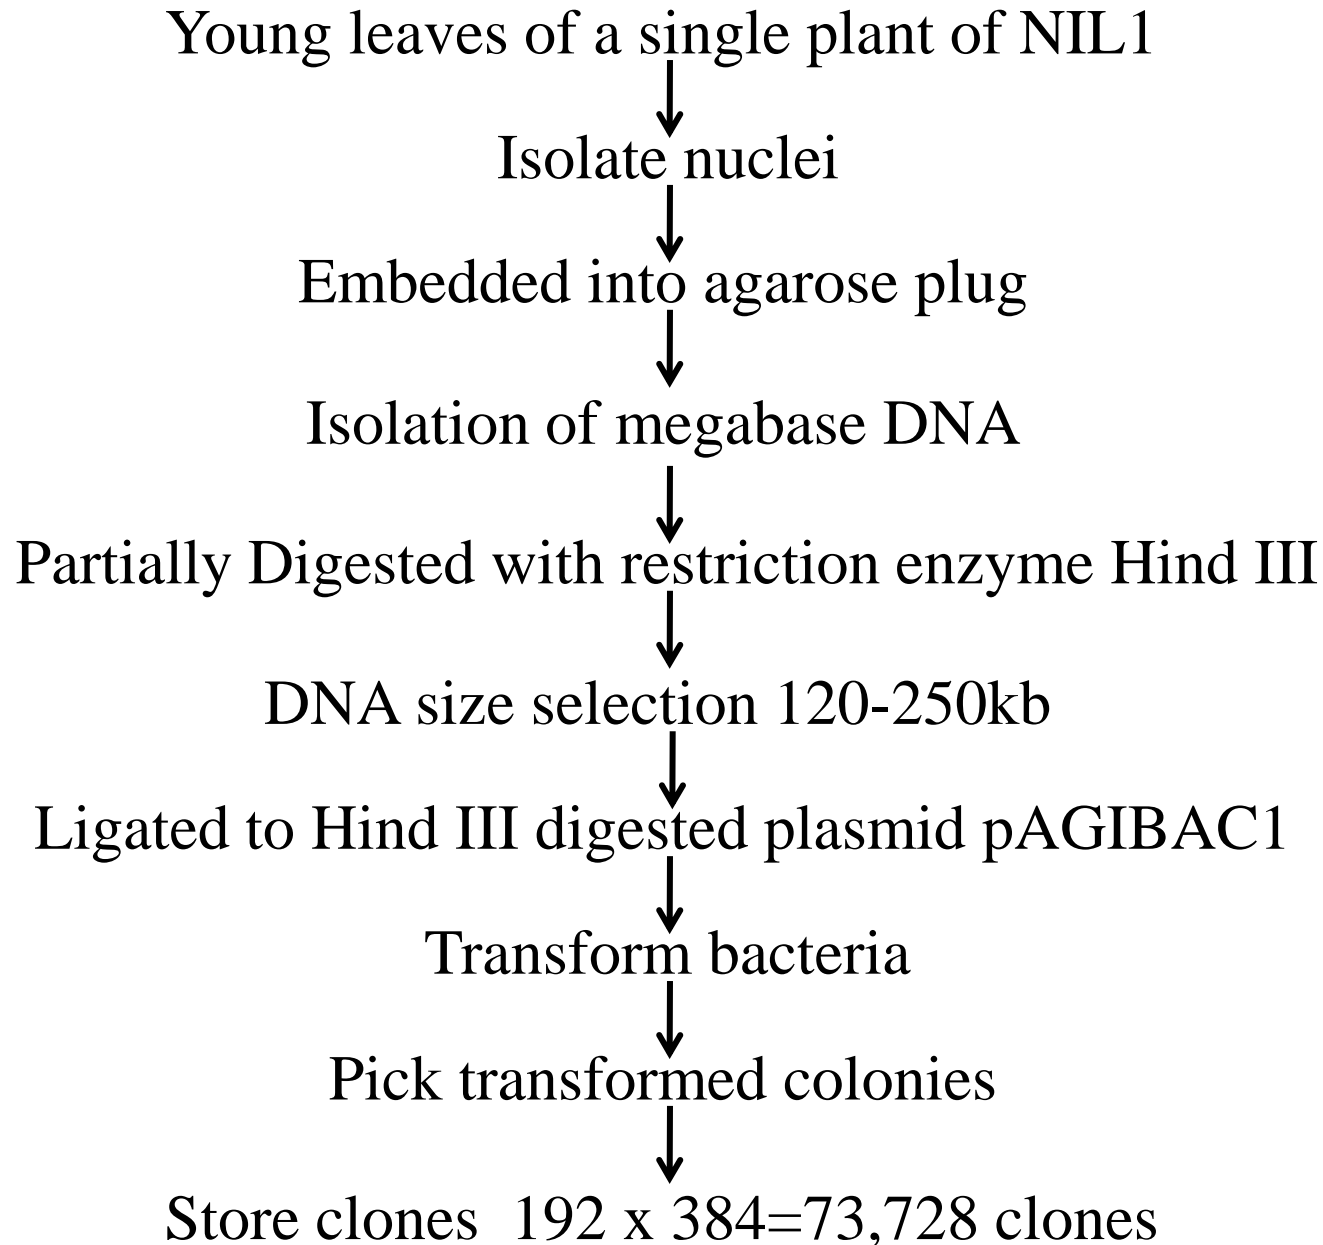 Young leaves of a single plant of NIL1
Isolate nuclei
Embedded into agarose plug
Isolation of megabase DNA
Partially Digested with restriction enzyme Hind III
DNA size selection 120-250kb
Ligated to Hind III digested plasmid pAGIBAC1
Transform bacteria
Pick transformed colonies
Store clones 192 x 384=73,728 clones